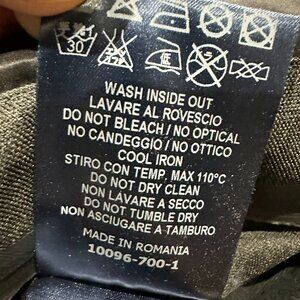 30
WASH INSIDE OUT
LAVARE AL ROVESCIO
DO NOT BLEACH/NO OPTICAL
NO CANDEGGIO/NO OTTICO
COOL IRON
STIRO CON TEMP. MAX 110°C
DO NOT DRY CLEAN
NON LAVARE A SECCO
DO NOT TUMBLE DRY
NON ASCIUGARE A TAMBURO
MADE IN ROMANIA
10096-700-1